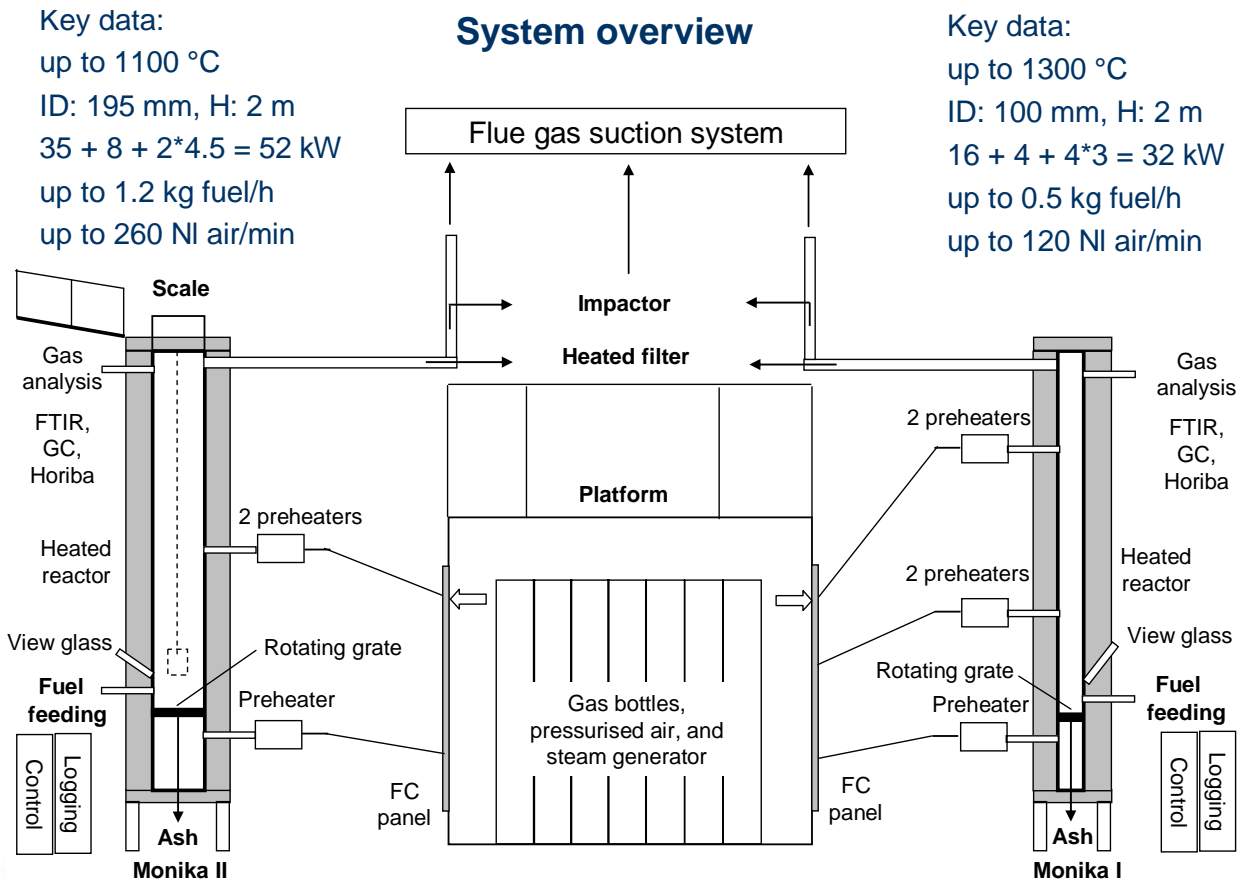 System overview
Key data:
up to 1100 °C
ID: 195 mm, H: 2 m
35 + 8 + 2*4.5 = 52 kW
up to 1.2 kg fuel/h
up to 260 Nl air/min
Key data:
up to 1300 °C
ID: 100 mm, H: 2 m
16 + 4 + 4*3 = 32 kW
up to 0.5 kg fuel/h
up to 120 Nl air/min
Flue gas suction system
Scale
Gas
analysis
FTIR,
GC,
Horiba
Heated
reactor
View glass
Fuel
feeding
Control
Logging
Ash
Monika II
2 preheaters
Rotating grate
Preheater
FC
panel
Impactor
Heated filter
Platform
Gas bottles,
pressurised air, and
steam generator
2 preheaters
2 preheaters
Rotating grate
Preheater
FC
panel
Gas
analysis
FTIR,
GC,
Horiba
Heated
reactor
View glass
Fuel
feeding
Control
Logging
Ash
Monika I